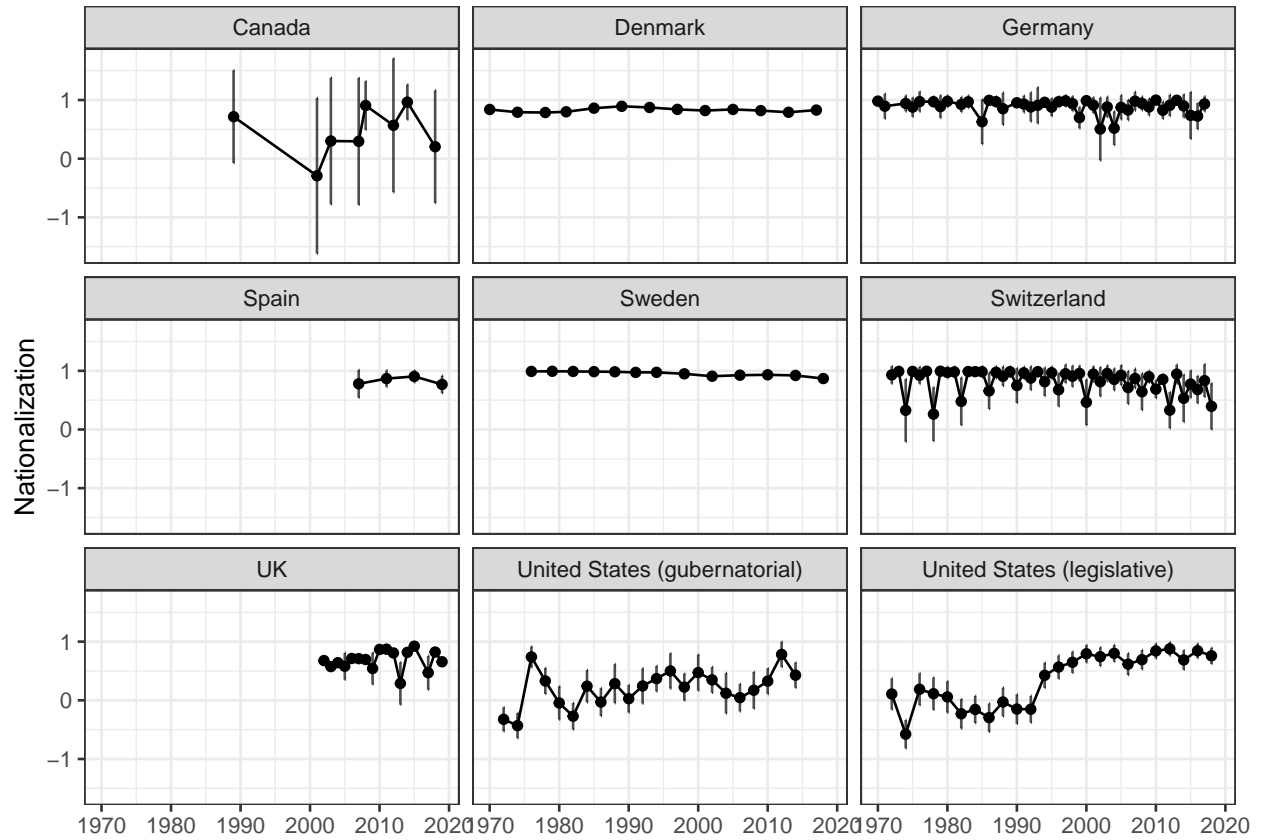 Canada Denmark Germany
1
0
−1
Spain Sweden Switzerland
1
0
−1
Nationalization
UK United States (gubernatorial) United States (legislative)
1
0
−1
1970 1980 1990 2000 2010 2020 1970 1980 1990 2000 2010 2020 1970 1980 1990 2000 2010 2020